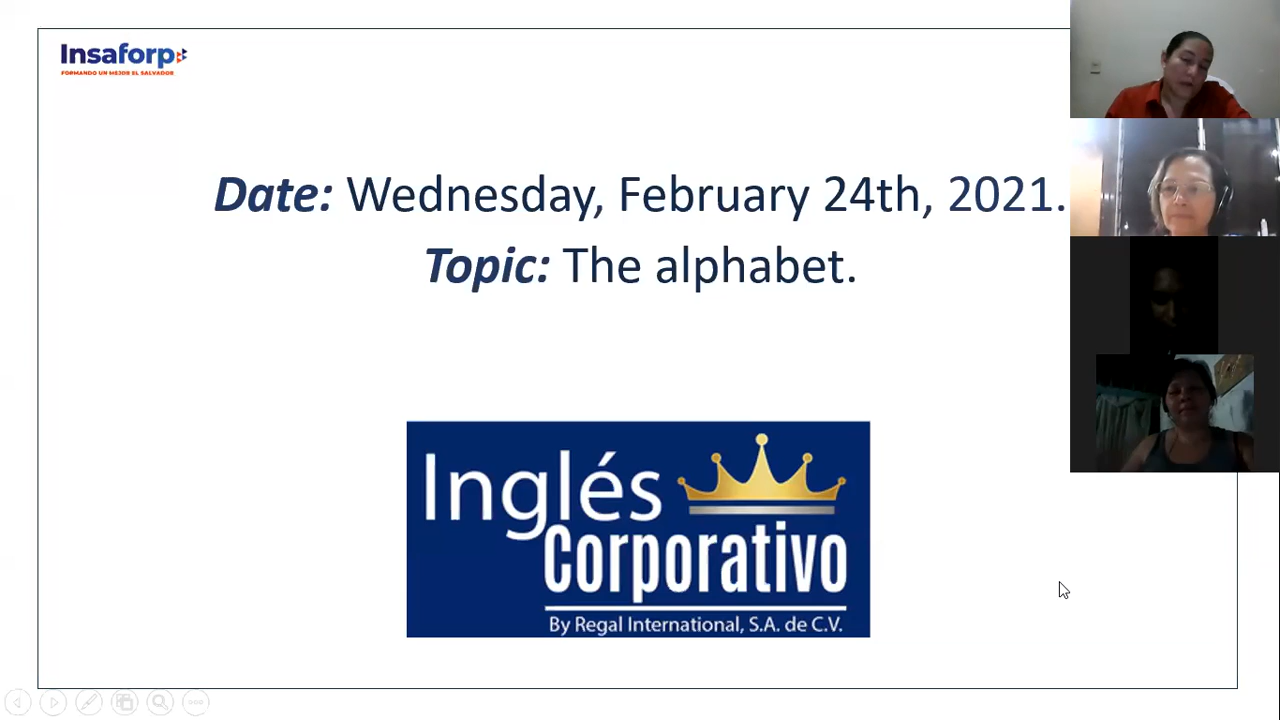 Insaforp
FORMANDO UN MEJOR EL SALVADOR
Date: Wednesday, February 24th, 2021.
Topic: The alphabet.
Inglés
Corporativo
By Regal International, S.A. de C.V.